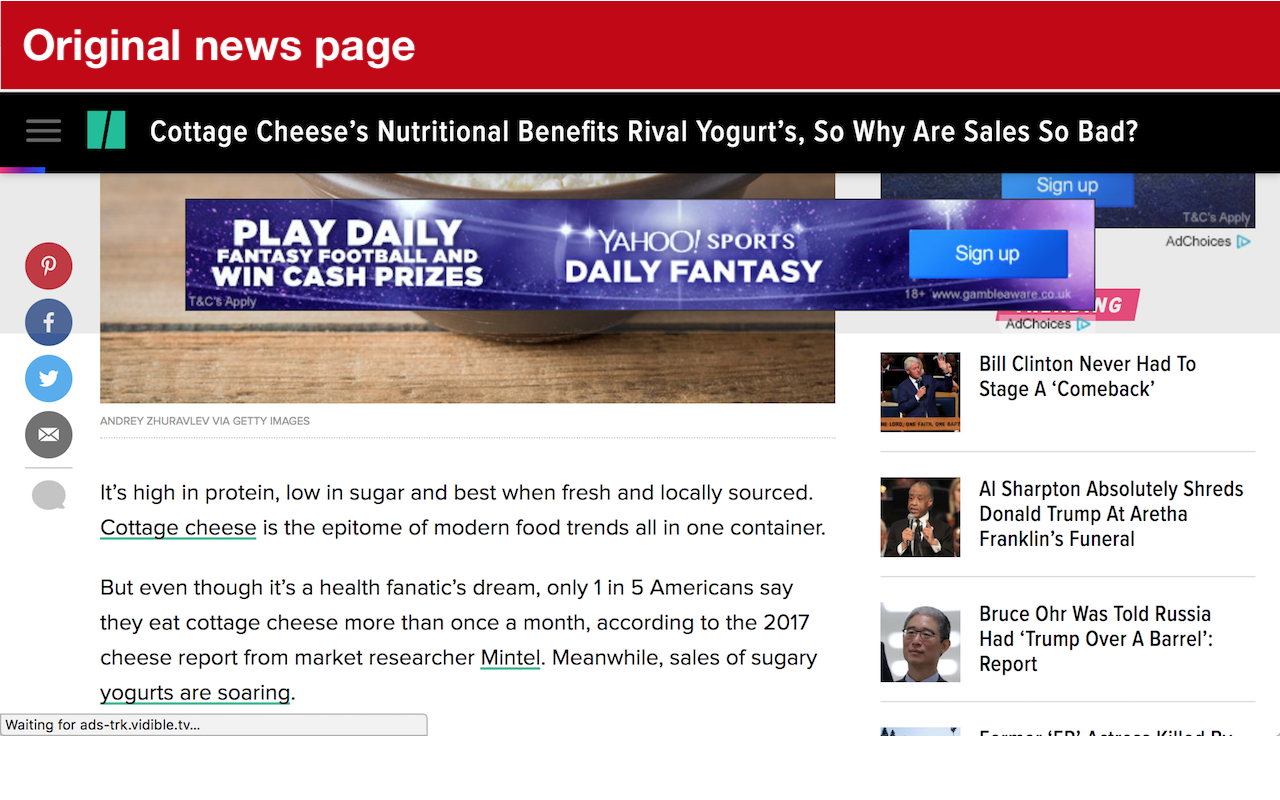 Original news page
Cottage Cheese’s Nutritional Benefits Rival Yogurt’s, So Why Are Sales So Bad?
Sign up
T&C's Apply
AdChoices
PLAY DAILY
FANTASY FOOTBALL AND
WIN CASH PRIZES
T&C's Apply
YAHOO! SPORTS
DAILY FANTASY
Sign up
18+ www.gambleaware.co.uk
AdChoices
ANDREY ZHURAVLEV VIA GETTY IMAGES
It’s high in protein, low in sugar and best when fresh and locally sourced.
Cottage cheese is the epitome of modern food trends all in one container.
But even though it’s a health fanatic’s dream, only 1 in 5 Americans say
they eat cottage cheese more than once a month, according to the 2017
cheese report from market researcher Mintel. Meanwhile, sales of sugary
yogurts are soaring.
Waiting for ads-trk.vidible.tv...
Bill Clinton Never Had To
Stage A ‘Comeback’
Al Sharpton Absolutely Shreds
Donald Trump At Aretha
Franklin’s Funeral
Bruce Ohr Was Told Russia
Had ‘Trump Over A Barrel’:
Report